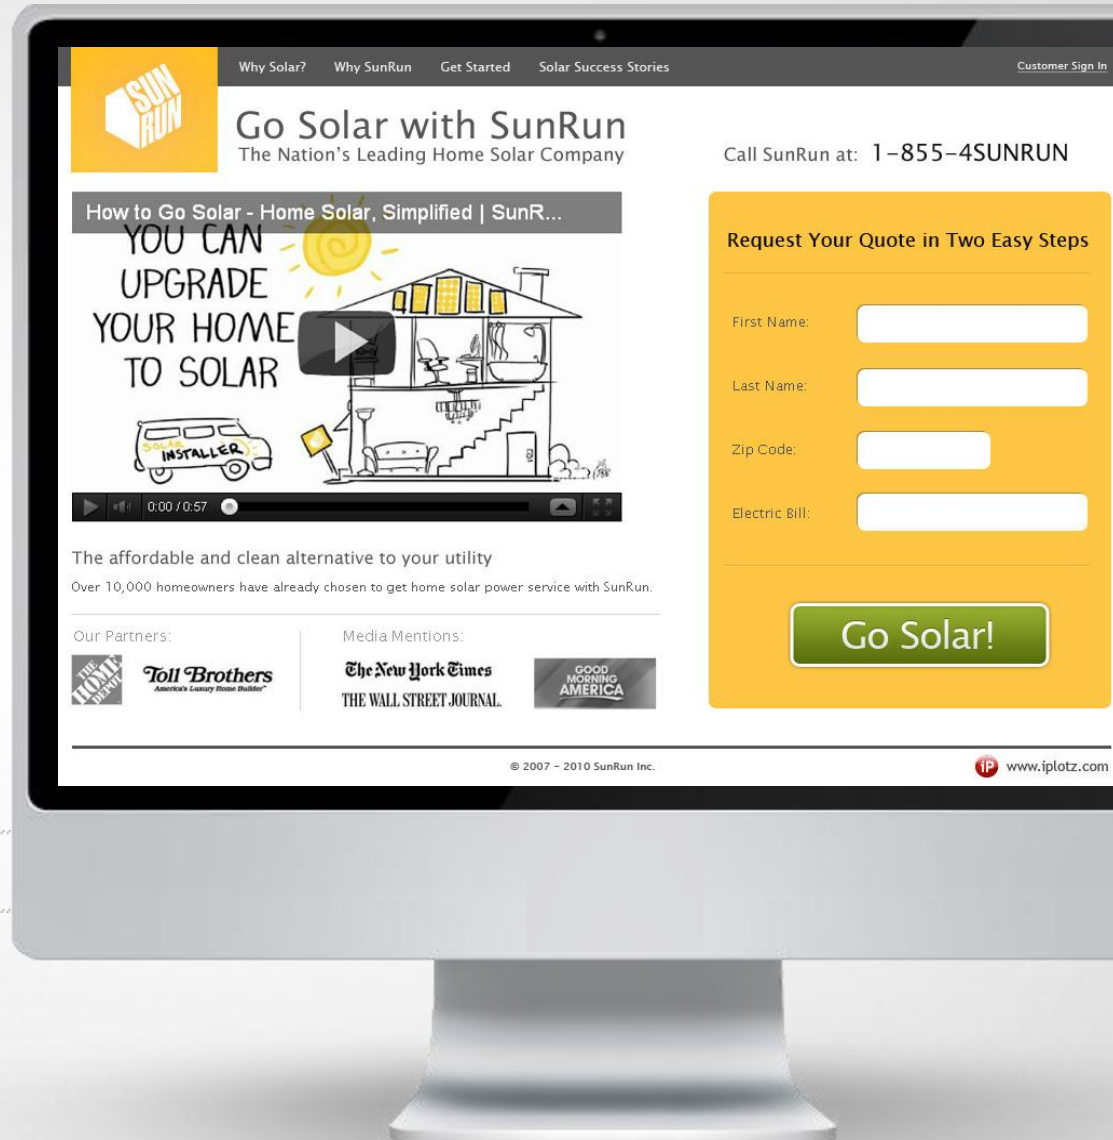 Why Solar? Why SunRun Get Started Solar Success Stories Customer Sign In
SUN
RUN
Go Solar with SunRun
The Nation's Leading Home Solar Company
Call SunRun at: 1-855-4SUNRUN
How to Go Solar - Home Solar, Simplified | SunR...
YOU CAN
UPGRADE
YOUR HOME
TO SOLAR
SOLAR
INSTALLER
0:00 / 0:57
The affordable and clean alternative to your utility
Over 10,000 homeowners have already chosen to get home solar power service with SunRun.
Our Partners:
THE
HOME
DEPOT
Toll Brothers
America's Luxury Home Builder™
Media Mentions:
The New York Times
THE WALL STREET JOURNAL.
GOOD
MORNING
AMERICA
Request Your Quote in Two Easy Steps
First Name:
Last Name:
Zip Code:
Electric Bill:
Go Solar!
© 2007 - 2010 SunRun Inc.
iP www.iplotz.com